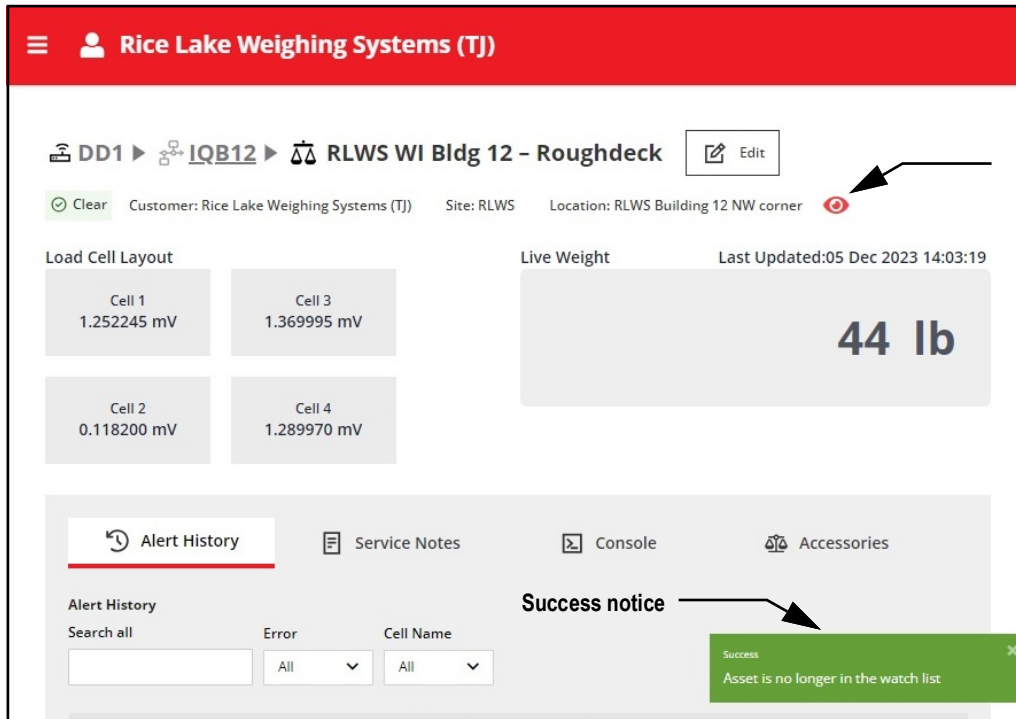 Rice Lake Weighing Systems (TJ)
DD1 IQB12 RLWS WI Bldg 12 – Roughdeck Edit
Clear Customer: Rice Lake Weighing Systems (TJ) Site: RLWS Location: RLWS Building 12 NW corner
Load Cell Layout Live Weight Last Updated:05 Dec 2023 14:03:19
Cell 1 Cell 3
1.252245 mV 1.369995 mV
44 lb
Cell 2 Cell 4
0.118200 mV 1.289970 mV
Alert History Service Notes Console Accessories
Alert History
Success notice
Search all Error Cell Name
All All
Success
Asset is no longer in the watch list